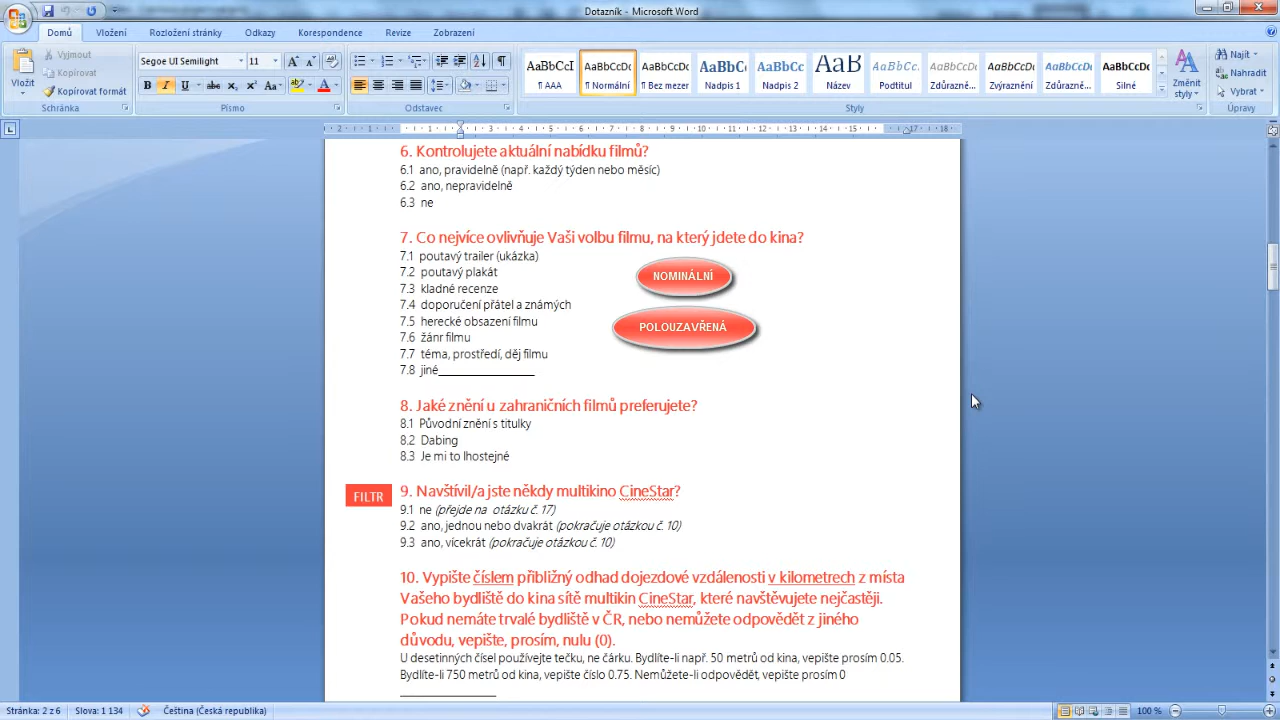 Dotazník - Microsoft Word
Domů Vložení Rozložení stránky Odkazy Korespondence Revize Zobrazení
Vložit
Vyjmout
Kopírovat
Kopírovat formát
Schránka
Segoe UI Semilight 11
Písmo
Odstavec
AaBbCcI AaBbCcDc AaBbCcDc AaBbC AaBbCc AaB AaBbCc. AaBbCcDc AaBbCcDc AaBbCcDc AaBbCcDc
¶ AAA ¶ Normální ¶ Bez mezer Nadpis 1 Nadpis 2 Název Podtitul Zdůrazně... Zvýraznění Zdůrazně... Silné
Styly
Změnit styly
Najít
Nahradit
Vybrat
Úpravy
6. Kontrolujete aktuální nabídku filmů?
6.1 ano, pravidelně (např. každý týden nebo měsíc)
6.2 ano, nepravidelně
6.3 ne
7. Co nejvíce ovlivňuje Vaši volbu filmu, na který jdete do kina?
7.1 poutavý trailer (ukázka)
7.2 poutavý plakát
7.3 kladné recenze
7.4 doporučení přátel a známých
7.5 herecké obsazení filmu
7.6 žánr filmu
7.7 téma, prostředí, děj filmu
7.8 jiné________________
NOMINÁLNÍ
POLOUZAVŘENÁ
8. Jaké znění u zahraničních filmů preferujete?
8.1 Původní znění s titulky
8.2 Dabing
8.3 Je mi to lhostejné
FILTR
9. Navštívil/a jste někdy multikino CineStar?
9.1 ne (přejde na otázku č. 17)
9.2 ano, jednou nebo dvakrát (pokračuje otázkou č. 10)
9.3 ano, vícekrát (pokračuje otázkou č. 10)
10. Vypište číslem přibližný odhad dojezdové vzdálenosti v kilometrech z místa
Vašeho bydliště do kina sítě multikin CineStar, které navštěvujete nejčastěji.
Pokud nemáte trvalé bydliště v ČR, nebo nemůžete odpovědět z jiného
důvodu, vepište, prosím, nulu (0).
U desetinných čísel používejte tečku, ne čárku. Bydlíte-li např. 50 metrů od kina, vepište prosím 0.05.
Bydlíte-li 750 metrů od kina, vepište číslo 0.75. Nemůžete-li odpovědět, vepište prosím 0
________________
Stránka: 2 z 6 Slova: 1 134 Čeština (Česká republika) 100 %